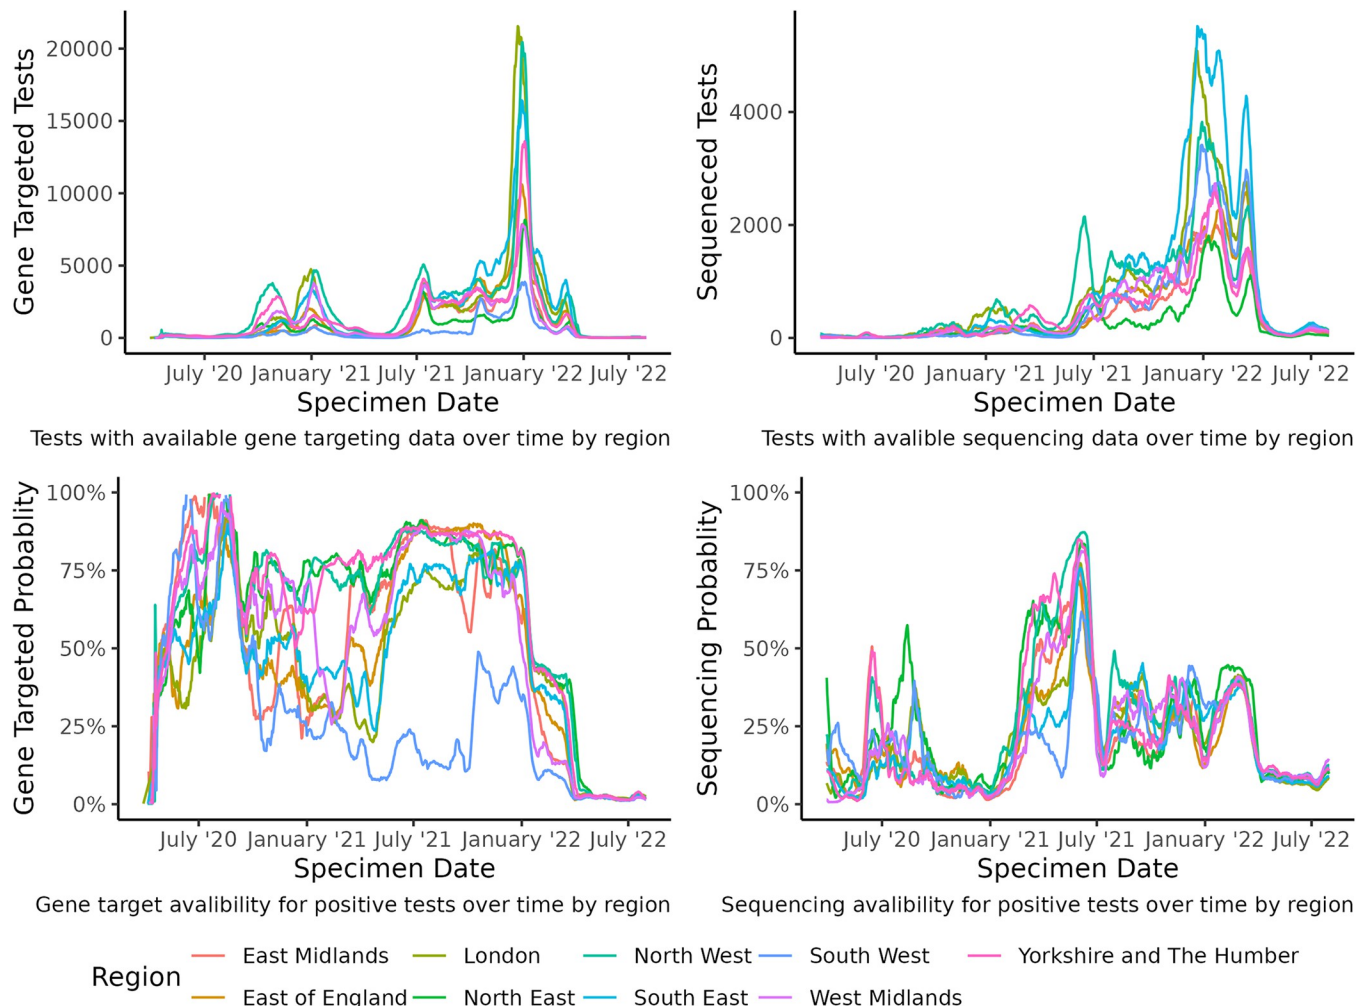 Gene Targeted Tests
20000
15000
10000
5000
0
July '20 January '21 July '21 January '22 July '22
Specimen Date
Tests with available gene targeting data over time by region
Sequeneced Tests
4000
2000
0
July '20 January '21 July '21 January '22 July '22
Specimen Date
Tests with avalible sequencing data over time by region
Gene Targeted Probablity
100%
75%
50%
25%
0%
July '20 January '21 July '21 January '22 July '22
Specimen Date
Gene target avalibility for positive tests over time by region
Sequencing Probablity
100%
75%
50%
25%
0%
July '20 January '21 July '21 January '22 July '22
Specimen Date
Sequencing avalibility for positive tests over time by region
Region
East Midlands London North West South West Yorkshire and The Humber
East of England North East South East West Midlands